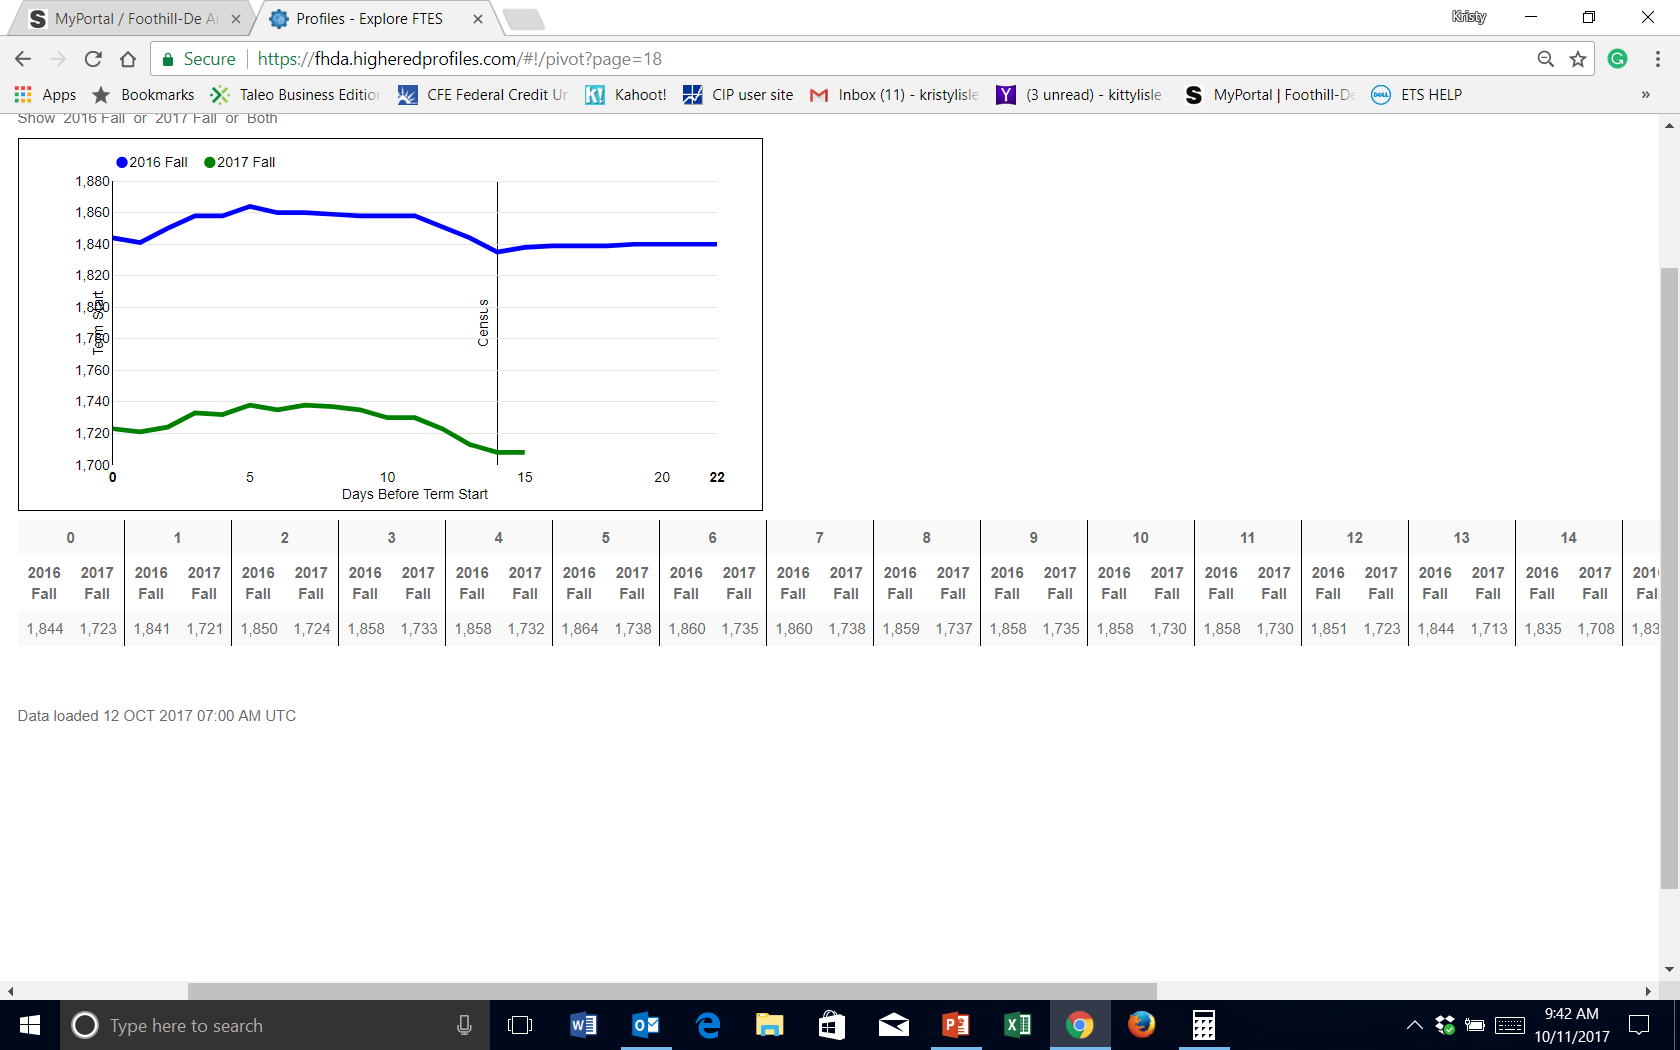 MyPortal / Foothill-De An
Profiles - Explore FTES
Kristy
Secure
https://fhda.higheredprofiles.com/#!/pivot?page=18
Apps
Bookmarks
Taleo Business Edition
CFE Federal Credit Un
Kahoot!
CIP user site
Inbox (11) - kristylisle
(3 unread) - kittylisle
MyPortal | Foothill-De
ETS HELP
»
Show 2016 Fall or 2017 Fall or Both
2016 Fall 2017 Fall
1,880
1,860
1,840
1,820
1,800
1,780
1,760
1,740
1,720
1,700
Term Start
Census
0 5 10 15 20 22
Days Before Term Start
0 1 2 3 4 5 6 7 8 9 10 11 12 13 14
2016 2017 2016 2017 2016 2017 2016 2017 2016 2017 2016 2017 2016 2017 2016 2017 2016 2017 2016 2017 2016 2017 2016 2017 2016 2017 2016 2017 2016 2017 201
Fall Fall Fall Fall Fall Fall Fall Fall Fall Fall Fall Fall Fall Fall Fall Fall Fall Fall Fall Fall Fall Fall Fall Fall Fall Fall Fall Fall Fall Fall Fal
1,844 1,723 1,841 1,721 1,850 1,724 1,858 1,733 1,858 1,732 1,864 1,738 1,860 1,735 1,860 1,738 1,859 1,737 1,858 1,735 1,858 1,730 1,858 1,730 1,851 1,723 1,844 1,713 1,835 1,708 1,83
Data loaded 12 OCT 2017 07:00 AM UTC
Type here to search
9:42 AM
10/11/2017